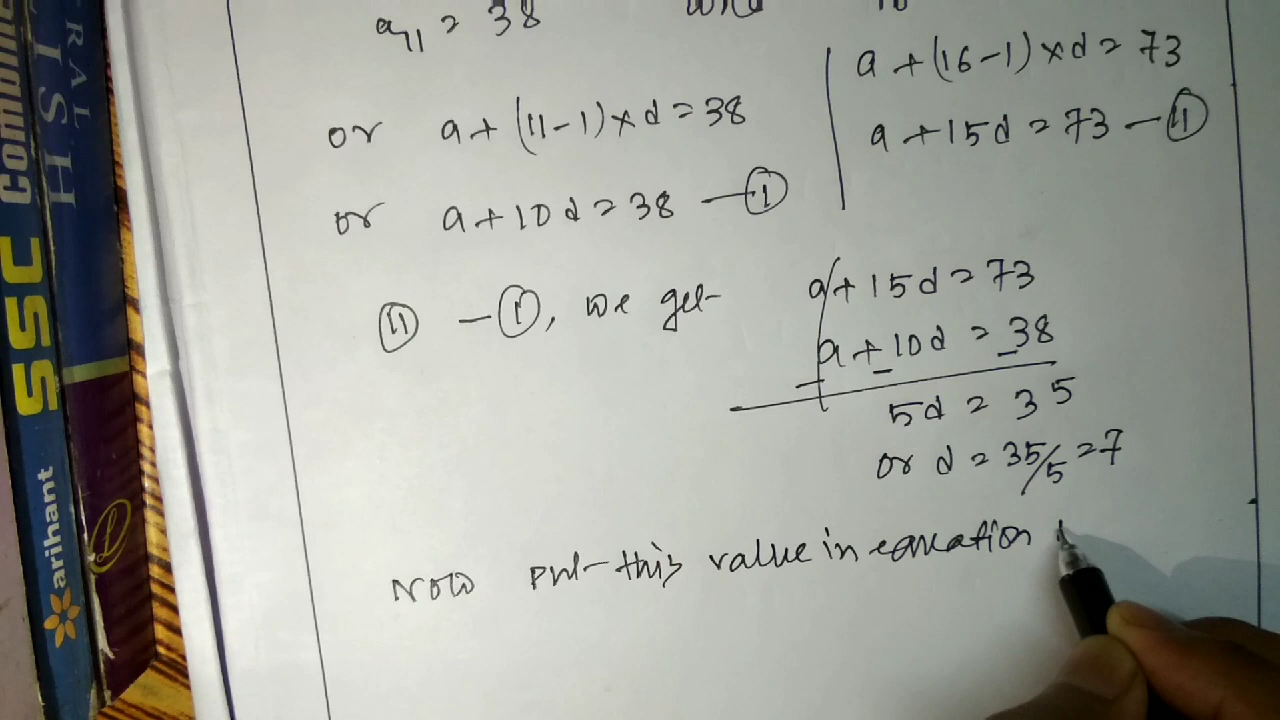 a11 = 38
a + (16-1) × d = 73
or a + (11-1) × d = 38
a + 15d = 73 — (II)
or a + 10d = 38 — (I)
(II) - (I), we get a + 15d = 73
a + 10d = 38
- - -
5d = 35
or d = 35/5 = 7
Now put this value in equation
SSC
arihant